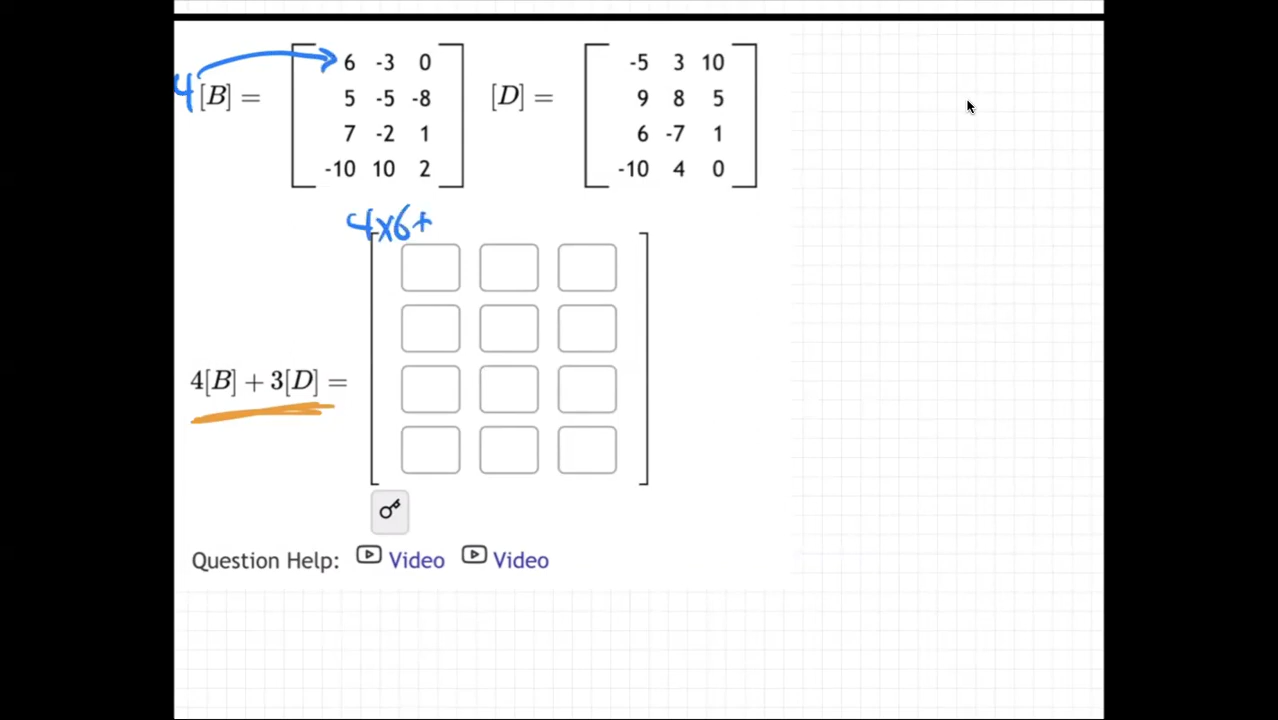 4 [B] = 6 -3 0 [D] = -5 3 10
5 -5 -8 9 8 5
7 -2 1 6 -7 1
-10 10 2 -10 4 0
4x6+
4[B] + 3[D] =
Question Help: Video Video